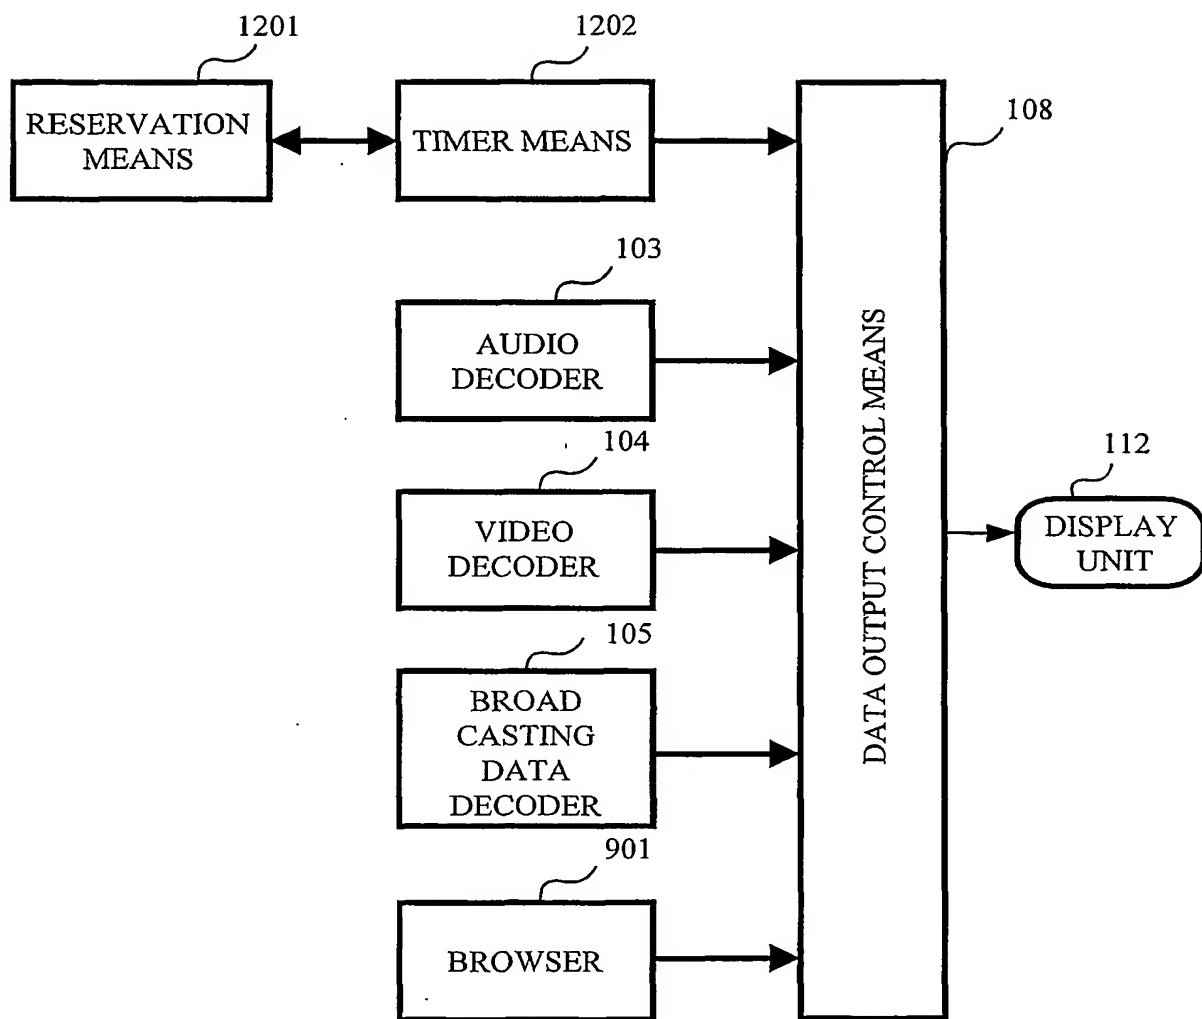 1201
1202
RESERVATION
MEANS
TIMER MEANS
108
103
AUDIO
DECODER
104
VIDEO
DECODER
DATA OUTPUT CONTROL MEANS
112
DISPLAY
UNIT
105
BROAD
CASTING
DATA
DECODER
901
BROWSER